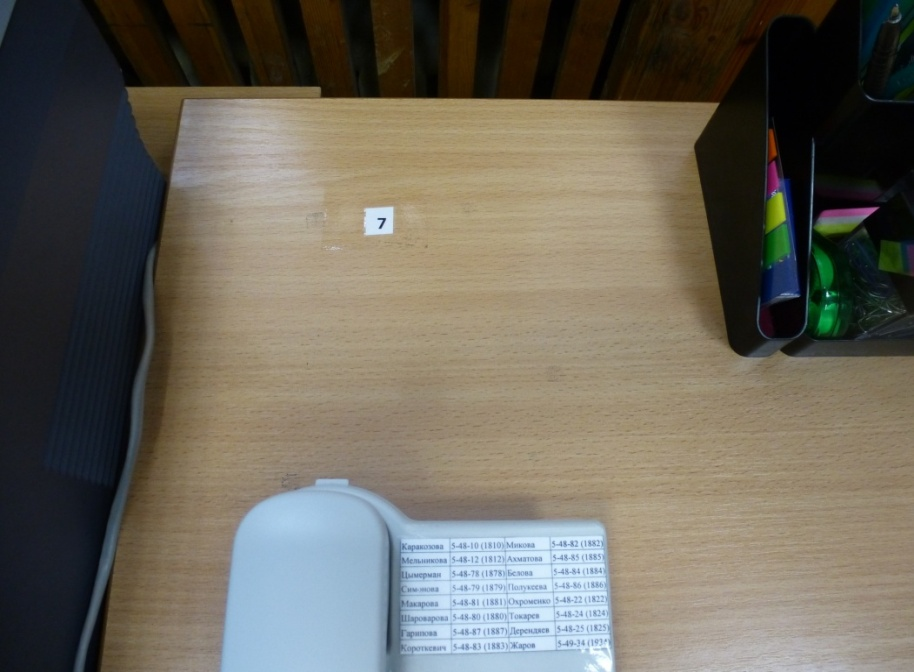 7
Каракозова 5-48-10 (1810) Микова 5-48-82 (1882)
Мельникова 5-48-12 (1812) Ахматова 5-48-85 (1885)
Цымерман 5-48-78 (1878) Белова 5-48-84 (1884)
Симонова 5-48-79 (1879) Полукеева 5-48-86 (1886)
Макарова 5-48-81 (1881) Охроменко 5-48-22 (1822)
Шароварова 5-48-80 (1880) Токарев 5-48-24 (1824)
Гарипова 5-48-87 (1887) Дерендяев 5-48-25 (1825)
Короткевич 5-48-83 (1883) Жаров 5-49-34